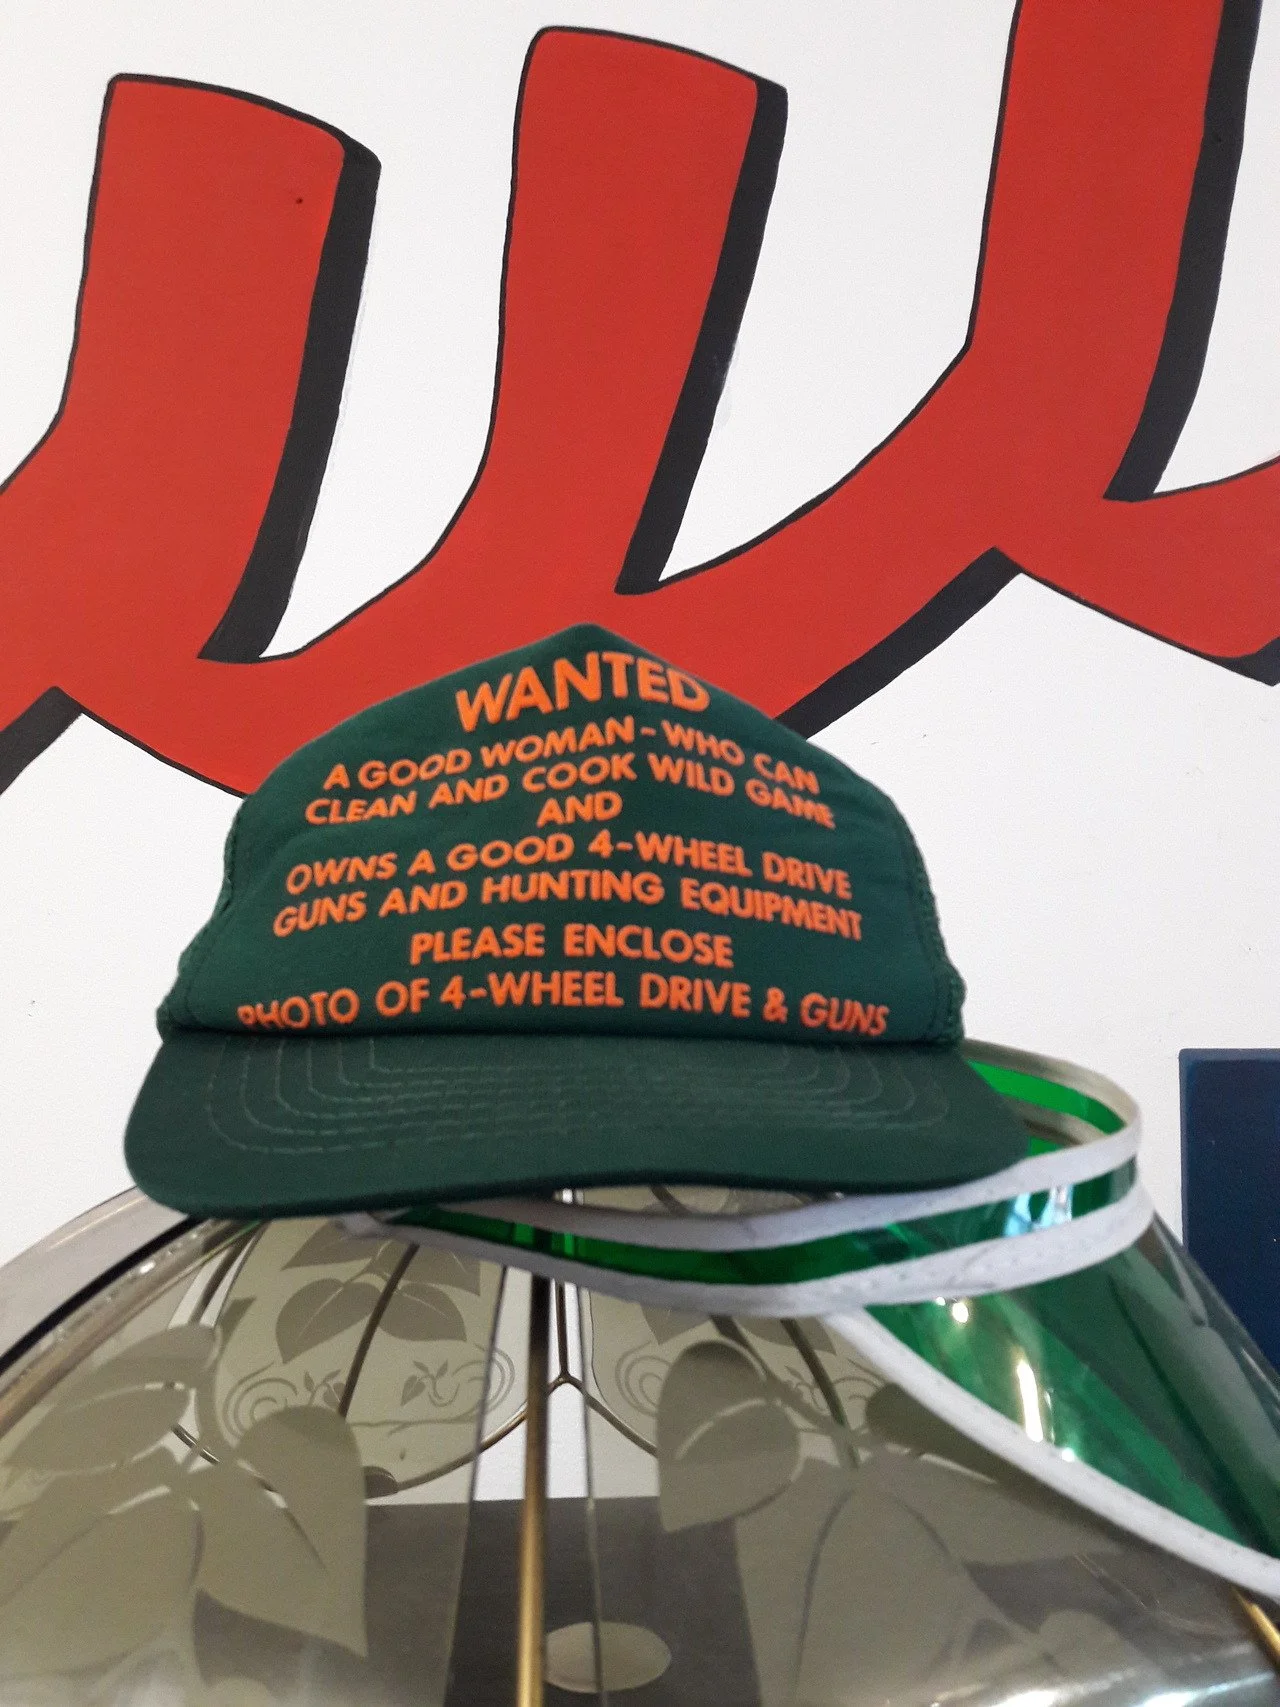 WANTED
A GOOD WOMAN - WHO CAN
CLEAN AND COOK WILD GAME
AND
OWNS A GOOD 4-WHEEL DRIVE
GUNS AND HUNTING EQUIPMENT
PLEASE ENCLOSE
PHOTO OF 4-WHEEL DRIVE & GUNS